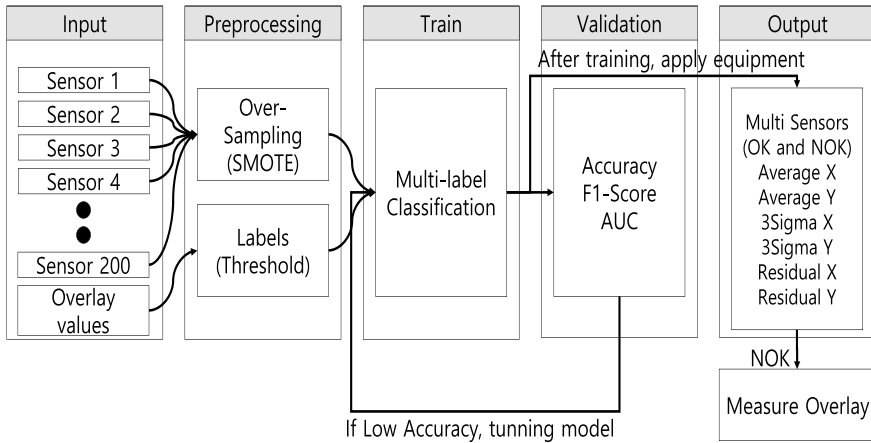 Input
Preprocessing
Train
Validation
Output
Sensor 1
Sensor 2
Sensor 3
Sensor 4
Sensor 200
Overlay
values
Over-
Sampling
(SMOTE)
Labels
(Threshold)
Multi-label
Classification
After training, apply equipment
Accuracy
F1-Score
AUC
Multi Sensors
(OK and NOK)
Average X
Average Y
3Sigma X
3Sigma Y
Residual X
Residual Y
NOK
Measure Overlay
If Low Accuracy, tunning model